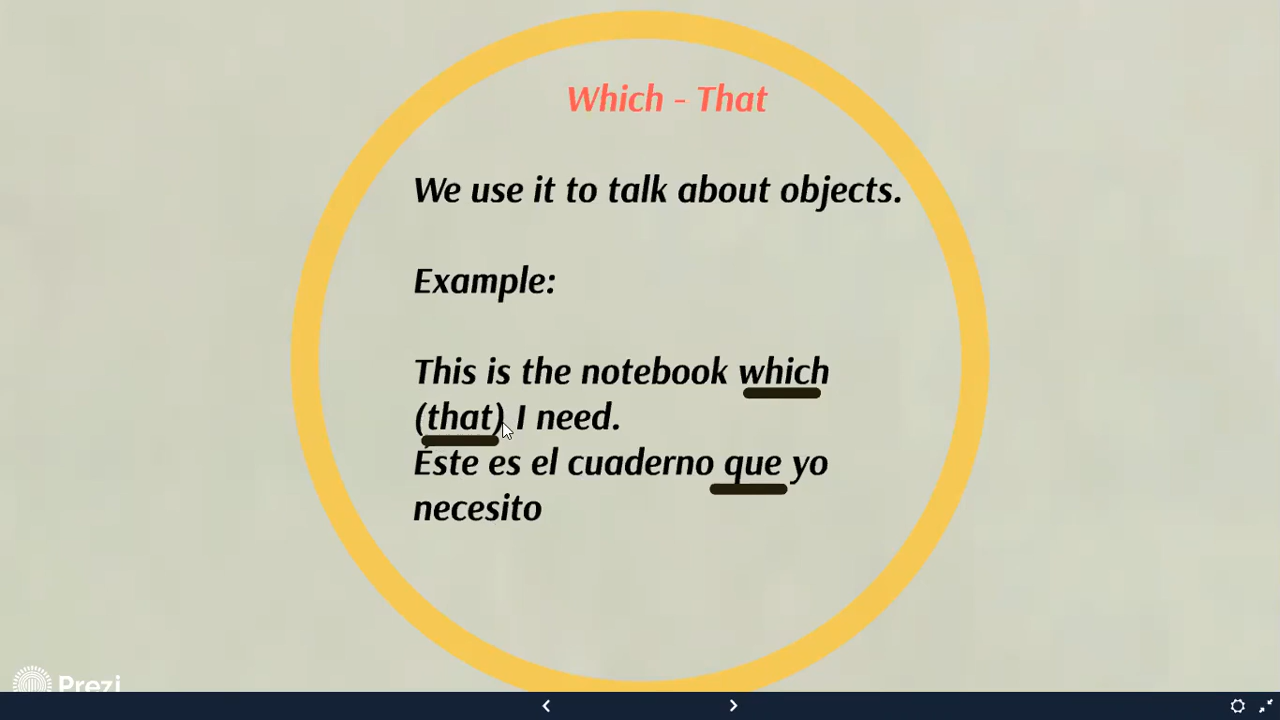 Which - That
We use it to talk about objects.
Example:
This is the notebook which
(that) I need.
Éste es el cuaderno que yo
necesito
Prezi